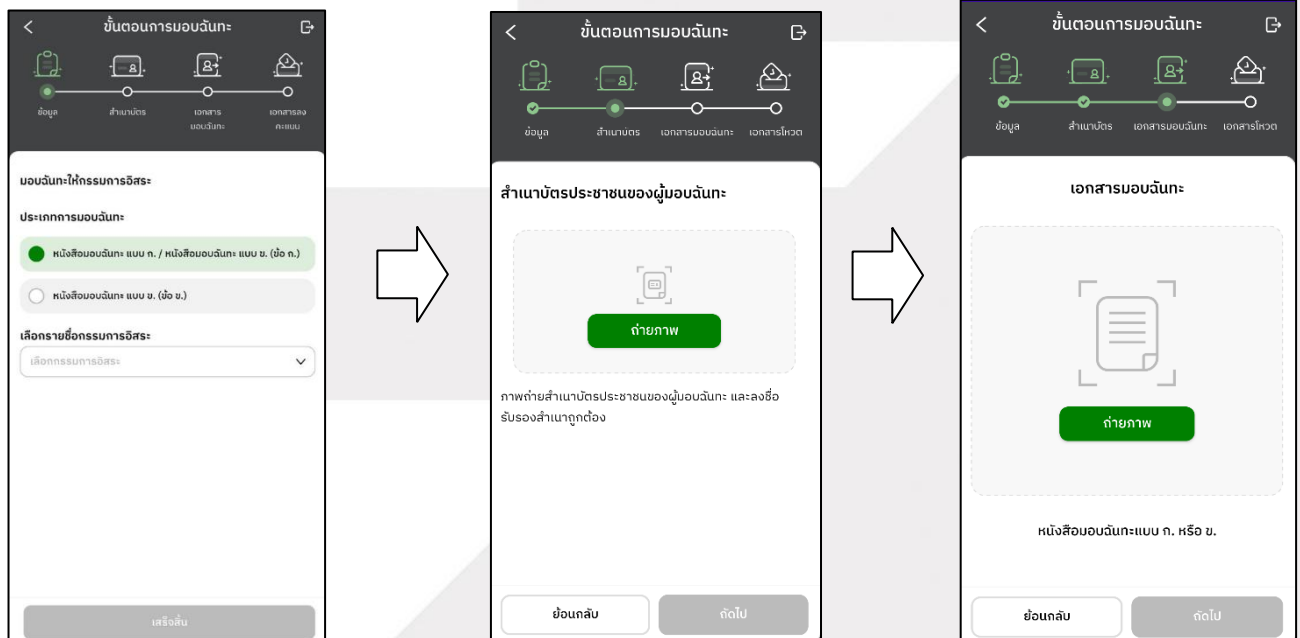 ขั้นตอนการมอบฉันทะ
ข้อมูล
สำเนาบัตร
เอกสาร
มอบฉันทะ
เอกสารลง
คะแนน
มอบฉันทะให้กรรมการอิสระ
ประเภทการมอบฉันทะ
หนังสือมอบฉันทะ แบบ ก. / หนังสือมอบฉันทะ แบบ ข. (ข้อ ก.)
หนังสือมอบฉันทะ แบบ ข. (ข้อ ข.)
เลือกรายชื่อกรรมการอิสระ
เลือกกรรมการอิสระ
เสร็จสิ้น
ขั้นตอนการมอบฉันทะ
ข้อมูล
สำเนาบัตร
เอกสารมอบฉันทะ
เอกสารโหวต
สำเนาบัตรประชาชนของผู้มอบฉันทะ
ถ่ายภาพ
ภาพถ่ายสำเนาบัตรประชาชนของผู้มอบฉันทะ และลงชื่อ
รับรองสำเนาถูกต้อง
ย้อนกลับ
ถัดไป
ขั้นตอนการมอบฉันทะ
ข้อมูล
สำเนาบัตร
เอกสารมอบฉันทะ
เอกสารโหวต
เอกสารมอบฉันทะ
ถ่ายภาพ
หนังสือมอบฉันทะแบบ ก. หรือ ข.
ย้อนกลับ
ถัดไป